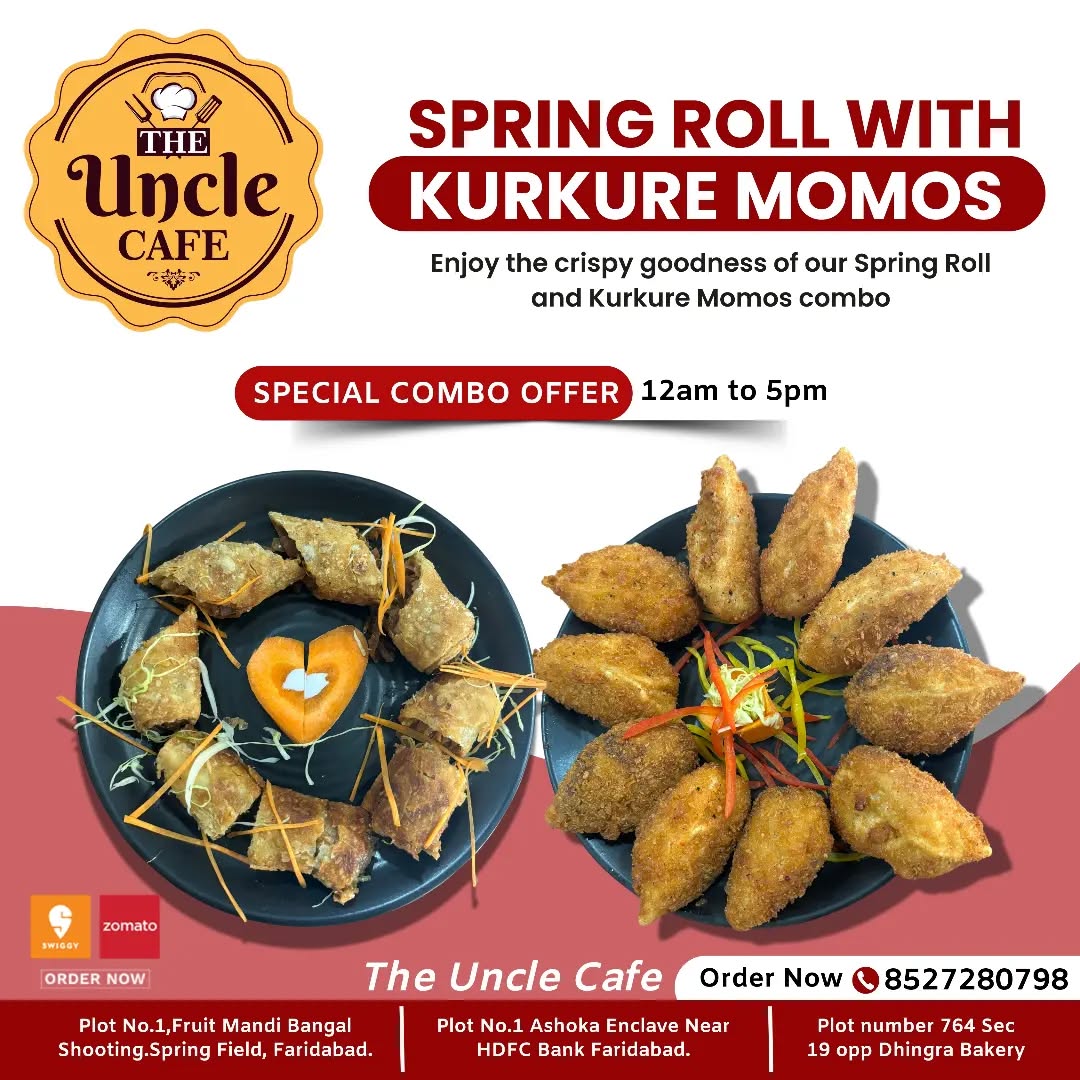 THE
Uncle
CAFE
SPRING ROLL WITH
KURKURE MOMOS
Enjoy the crispy goodness of our Spring Roll
and Kurkure Momos combo
SPECIAL COMBO OFFER 12am to 5pm
SWIGGY
zomato
ORDER NOW
The Uncle Cafe
Order Now 8527280798
Plot No.1,Fruit Mandi Bangal
Shooting.Spring Field, Faridabad.
Plot No.1 Ashoka Enclave Near
HDFC Bank Faridabad.
Plot number 764 Sec
19 opp Dhingra Bakery